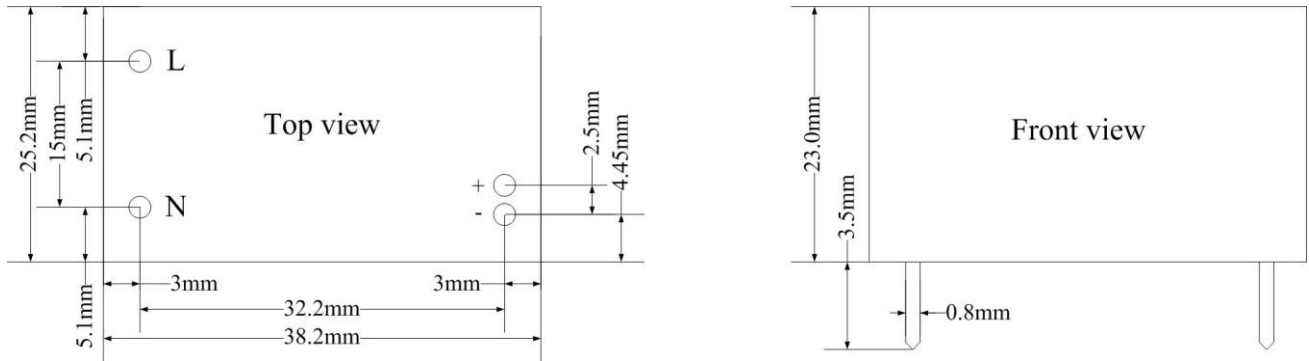 L
Top view
25.2mm
15mm
5.1mm
2.5mm
4.45mm
+
N
-
3mm
3mm
5.1mm
32.2mm
38.2mm
Front view
23.0mm
3.5mm
0.8mm